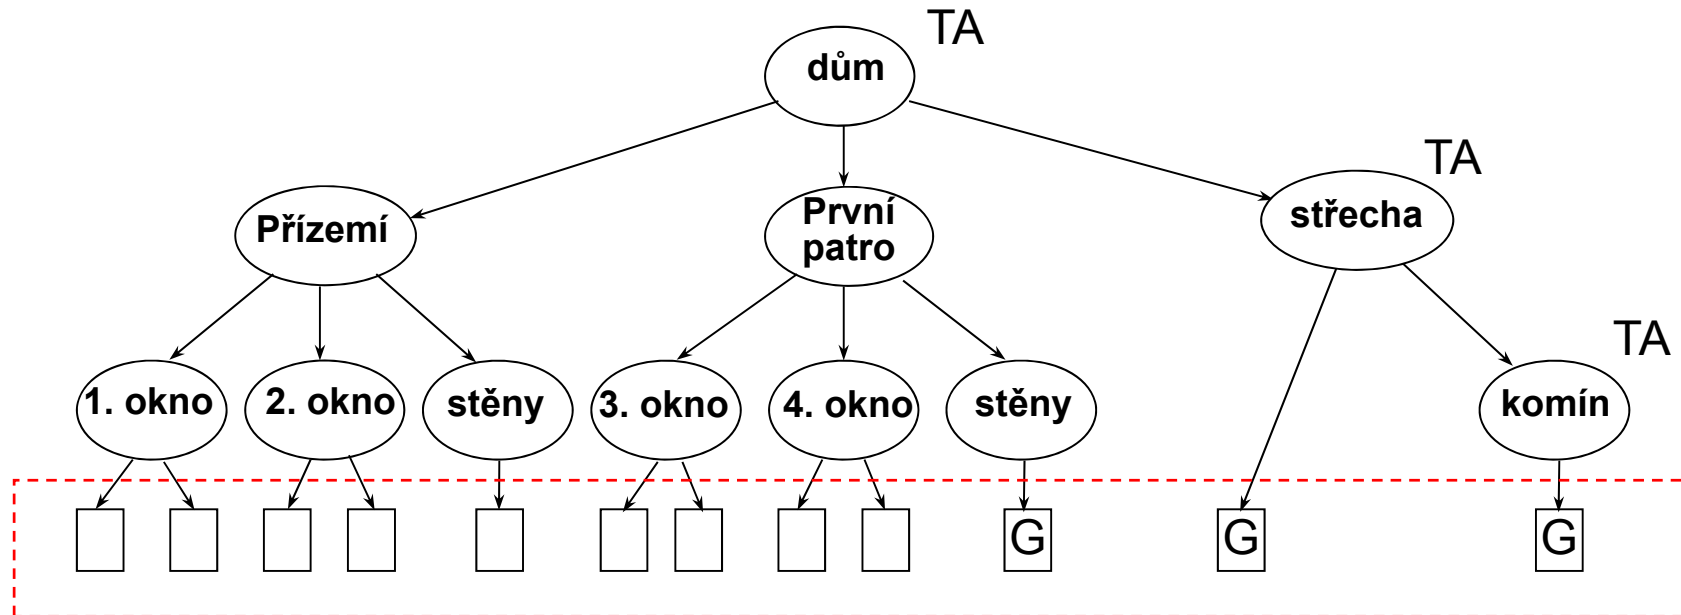 TA
dům
TA
Přízemí
První
patro
střecha
TA
1. okno
2. okno
stěny
3. okno
4. okno
stěny
komín
G
G
G